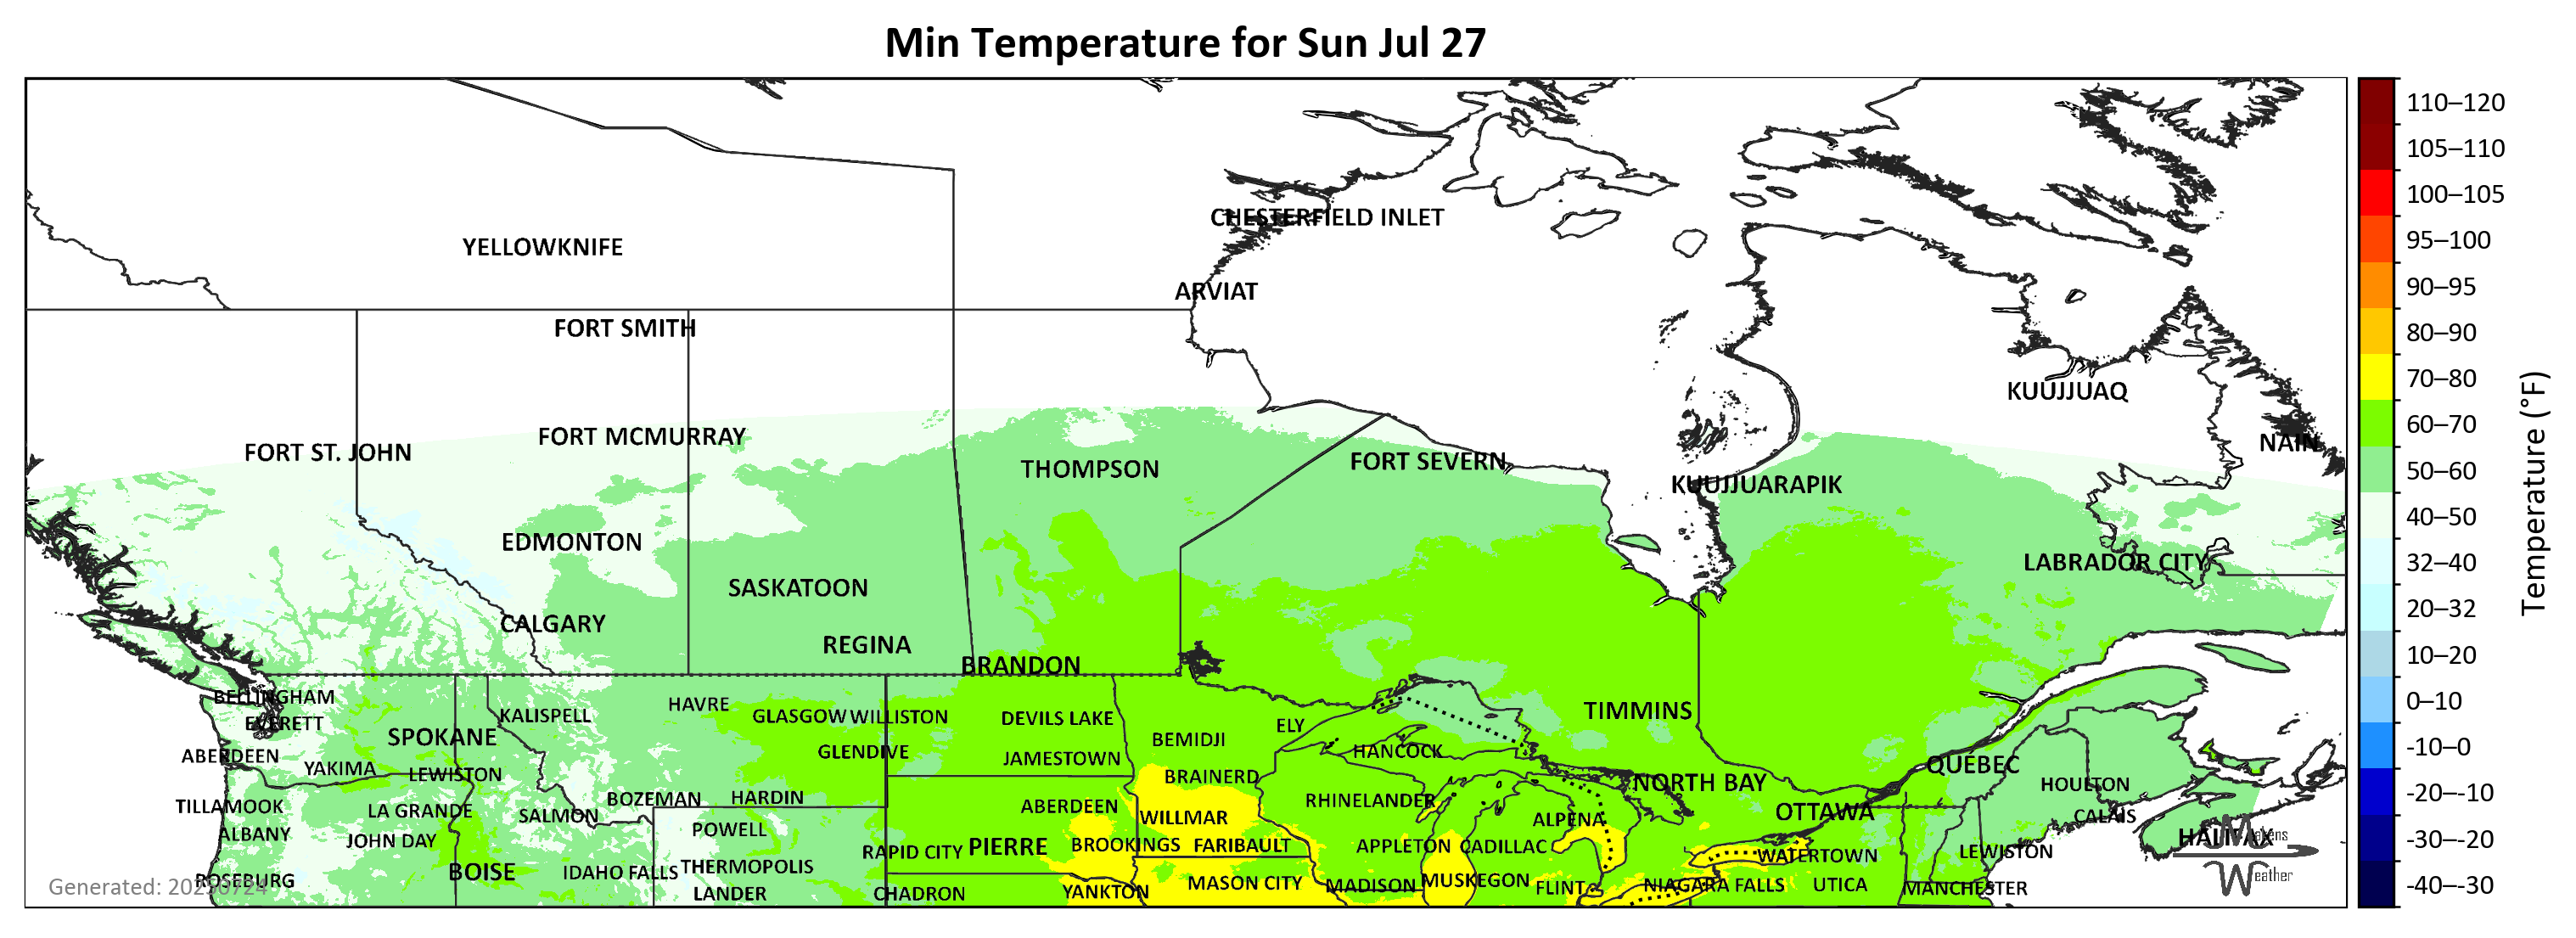 Min Temperature for Sun Jul 27
CHESTERFIELD INLET
YELLOWKNIFE
ARVIAT
FORT SMITH
KUUJJUAQ
FORT MCMURRAY
NAIN
FORT ST. JOHN
FORT SEVERN
THOMPSON
KUUJJUARAPIK
EDMONTON
LABRADOR CITY
SASKATOON
CALGARY
REGINA
BRANDON
BELLINGHAM
HAVRE
TIMMINS
KALISPELL
GLASGOW
WILLISTON
DEVILS LAKE
EVERETT
ELY
SPOKANE
BEMIDJI
HANCOCK
GLENDIVE
ABERDEEN
JAMESTOWN
QUÉBEC
YAKIMA
LEWISTON
BRAINERD
NORTH BAY
HOULTON
BOZEMAN
HARDIN
RHINELANDER
TILLAMOOK
ABERDEEN
LA GRANDE
OTTAWA
SALMON
WILLMAR
CALAIS
ALPENA
POWELL
ALBANY
HALIFAX
JOHN DAY
PIERRE
BROOKINGS
FARIBAULT
APPLETON
CADILLAC
RAPID CITY
LEWISTON
WATERTOWN
THERMOPOLIS
BOISE
IDAHO FALLS
ROSEBURG
MUSKEGON
MASON CITY
MADISON
NIAGARA FALLS
UTICA
FLINT
MANCHESTER
YANKTON
LANDER
CHADRON
Generated: 20250724
Makens
Weather
110–120
105–110
100–105
95–100
90–95
80–90
70–80
60–70
50–60
40–50
32–40
20–32
10–20
0–10
-10–0
-20–-10
-30–-20
-40–-30
Temperature (°F)